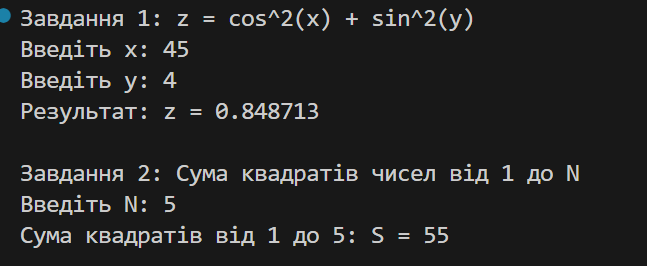 Завдання 1: z = cos^2(x) + sin^2(y)
Введіть x: 45
Введіть y: 4
Результат: z = 0.848713
Завдання 2: Сума квадратів чисел від 1 до N
Введіть N: 5
Сума квадратів від 1 до 5: S = 55